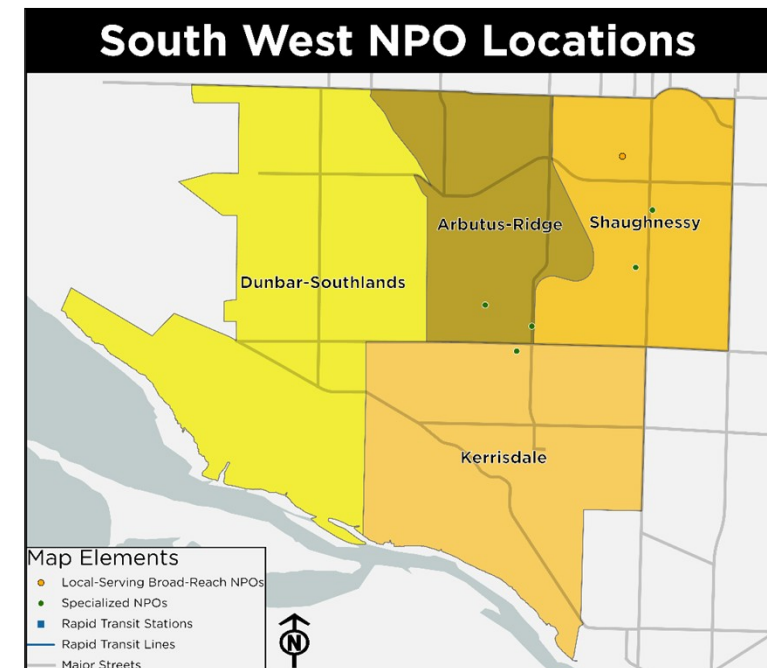 South West NPO Locations
Arbutus-Ridge
Shaughnessy
Dunbar-Southlands
Kerrisdale
Map Elements
Local-Serving Broad-Reach NPOs
Specialized NPOs
Rapid Transit Stations
Rapid Transit Lines
Major Streets
N